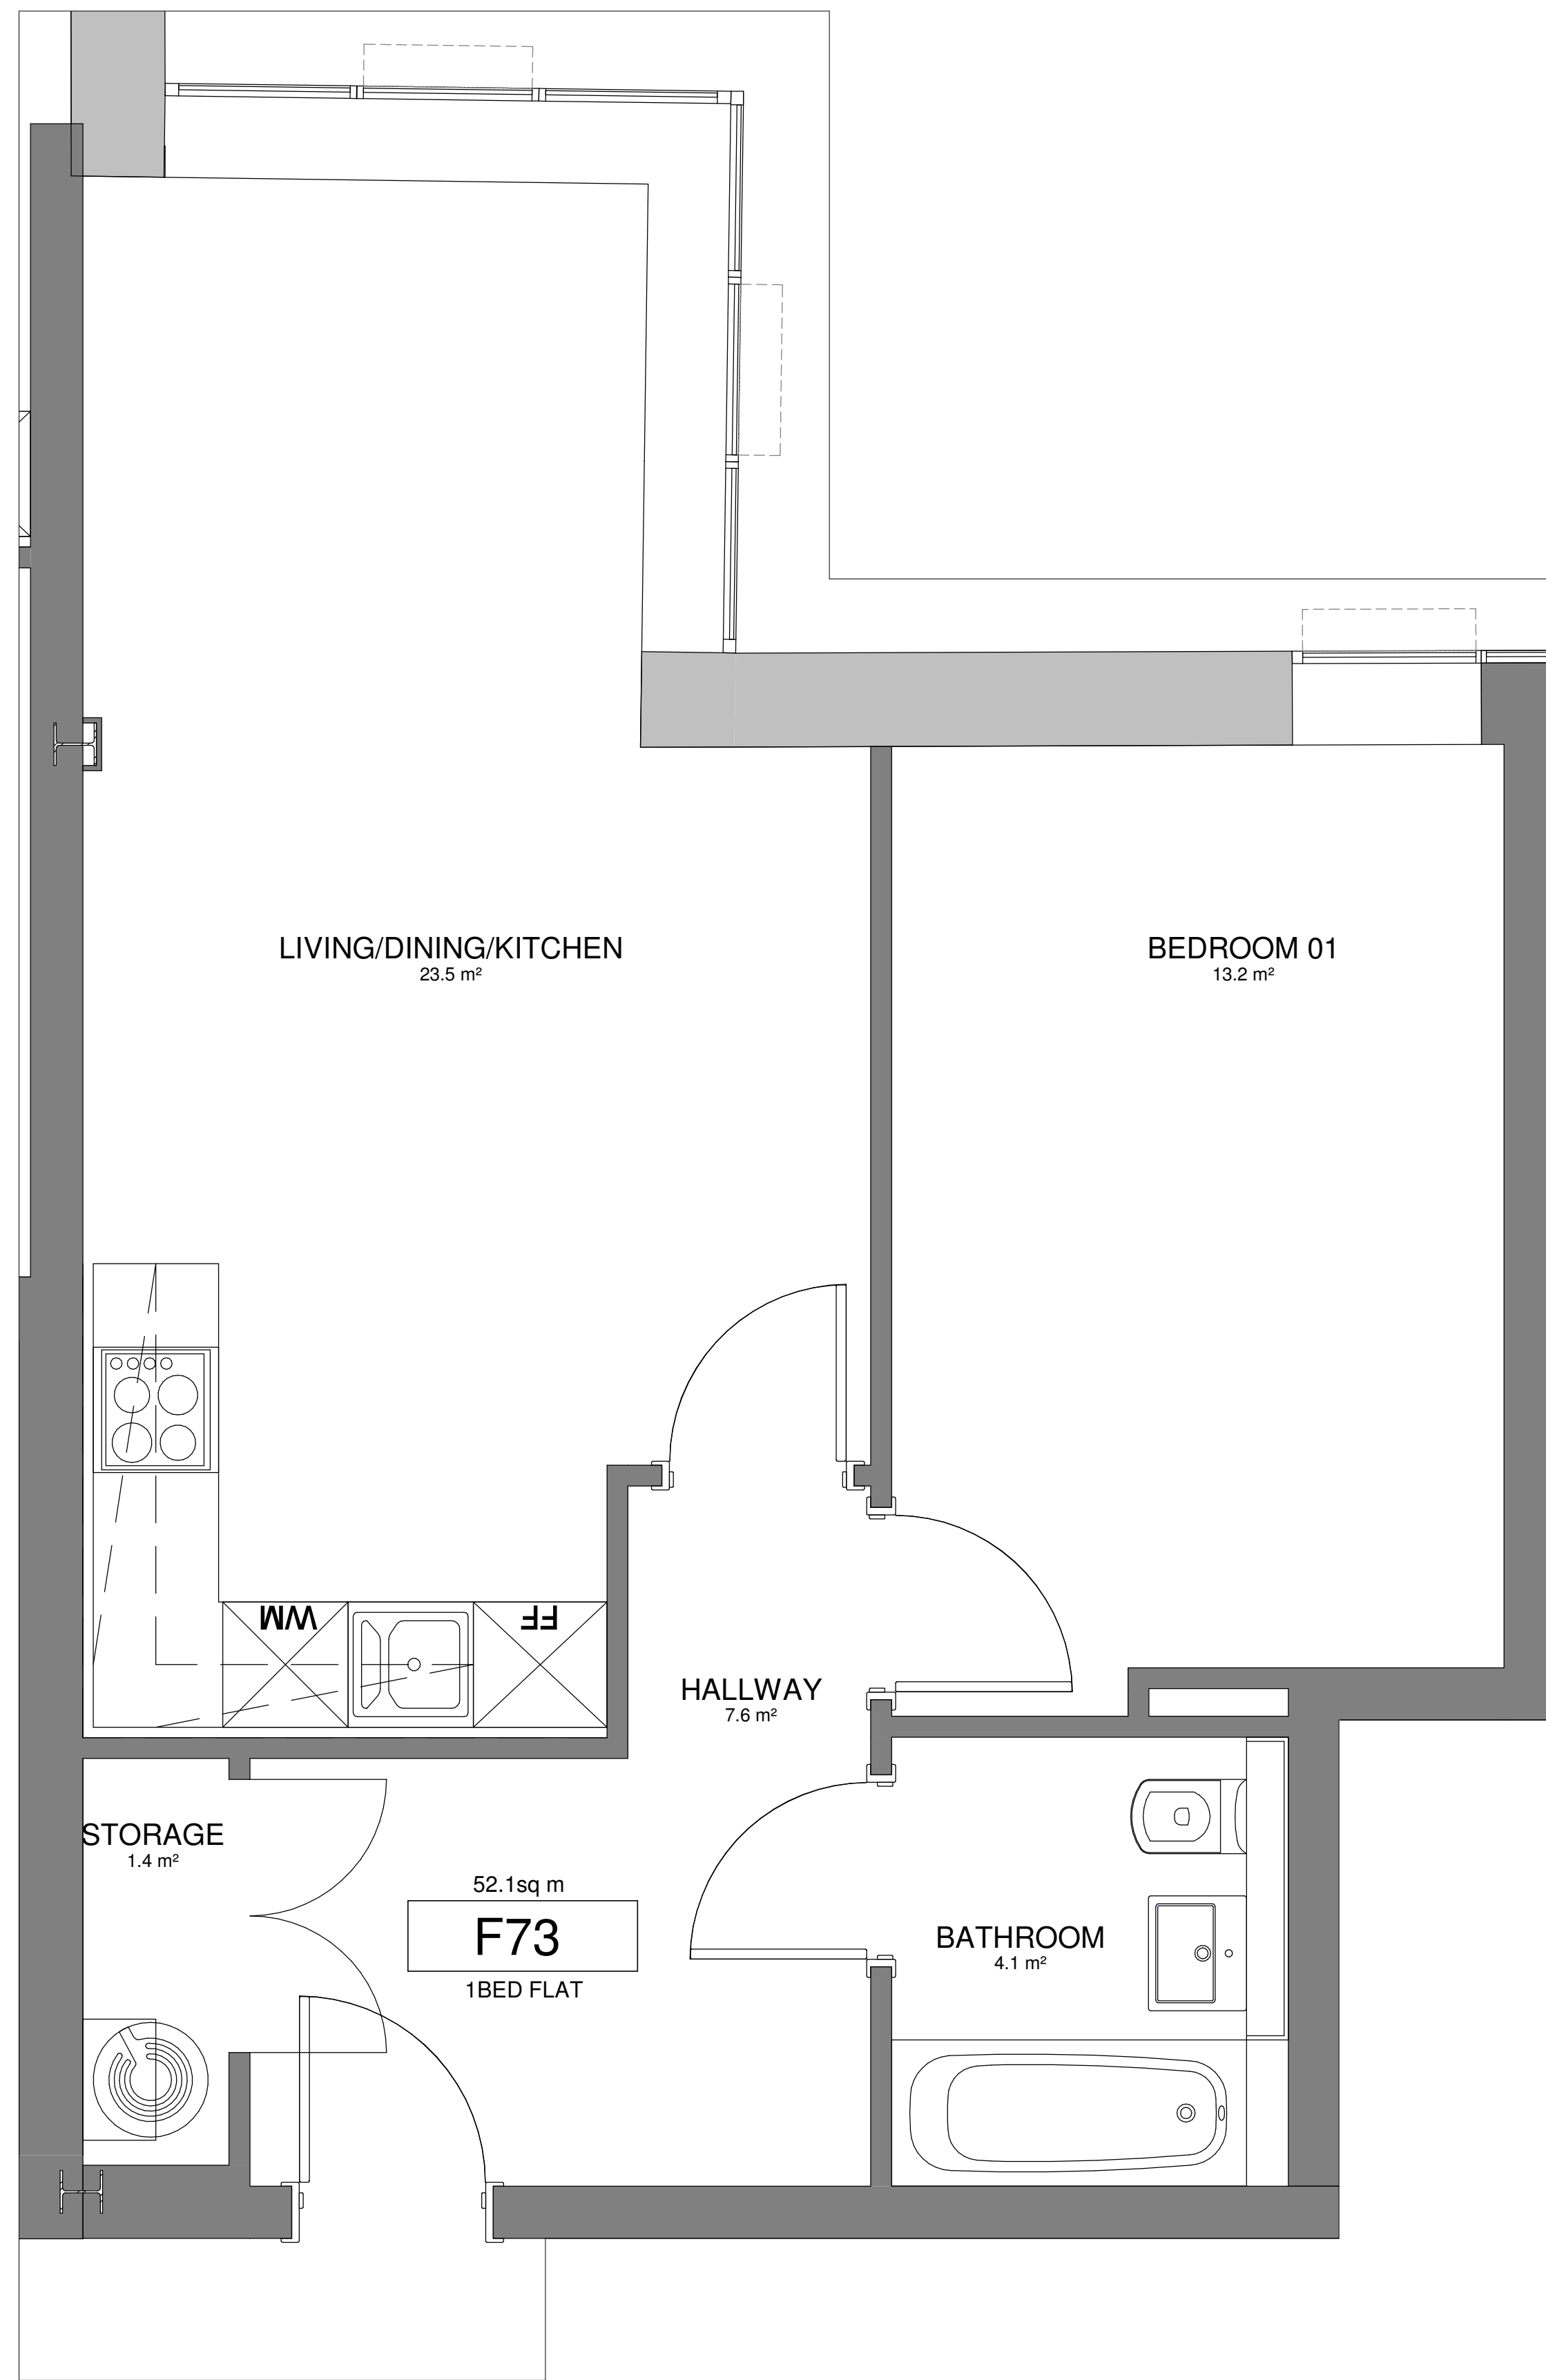 LIVING/DINING/KITCHEN
23.5 m²
BEDROOM 01
13.2 m²
WM
FF
HALLWAY
7.6 m²
STORAGE
1.4 m²
52.1sq m
F73
1BED FLAT
BATHROOM
4.1 m²